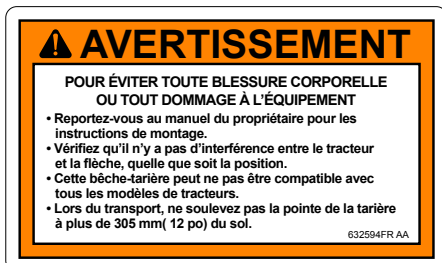 AVERTISSEMENT
POUR ÉVITER TOUTE BLESSURE CORPORELLE
OU TOUT DOMMAGE À L'ÉQUIPEMENT
• Reportez-vous au manuel du propriétaire pour les
instructions de montage.
• Vérifiez qu'il n'y a pas d'interférence entre le tracteur
et la flèche, quelle que soit la position.
• Cette bêche-tarière peut ne pas être compatible avec
tous les modèles de tracteurs.
• Lors du transport, ne soulevez pas la pointe de la tarière
à plus de 305 mm( 12 po) du sol.
632594FR AA